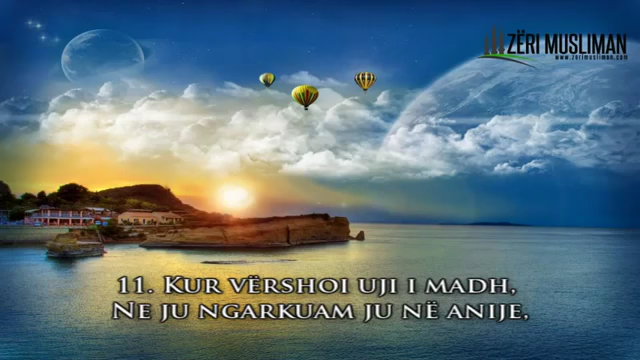 ZËRI MUSLIMAN
www.zerimusliman.com
11. Kur vërshoi uji i madh,
Ne ju ngarkuam ju në anije,